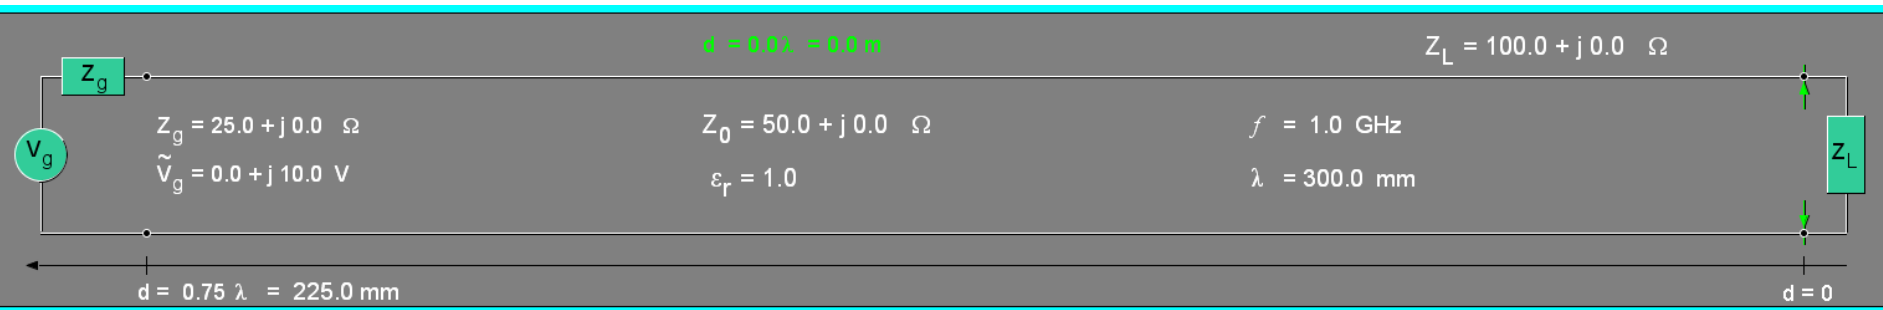 d = 0.0λ = 0.0 m
Z_L = 100.0 + j 0.0 Ω
Z_g
Z_g = 25.0 + j 0.0 Ω
Z_0 = 50.0 + j 0.0 Ω
f = 1.0 GHz
V_g
Z_L
Ṽ_g = 0.0 + j 10.0 V
ε_r = 1.0
λ = 300.0 mm
d = 0.75 λ = 225.0 mm
d = 0